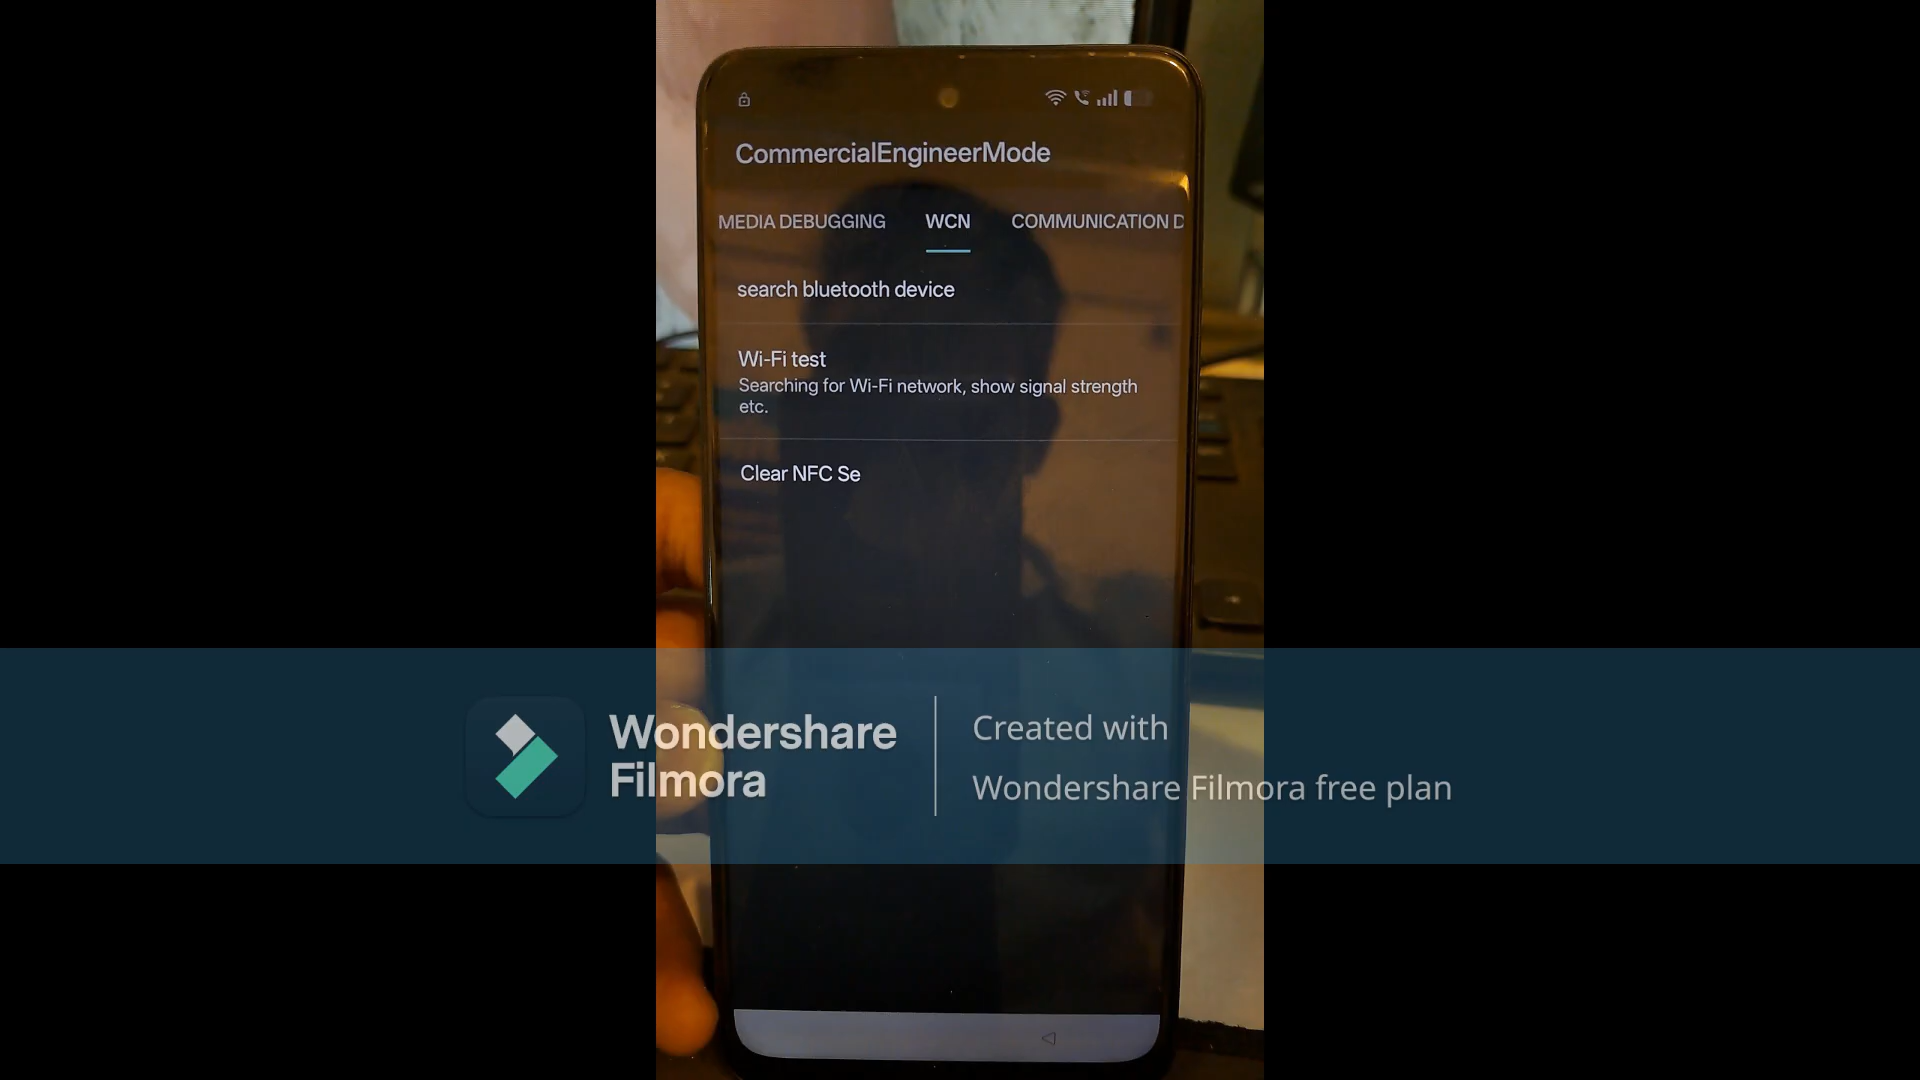 CommercialEngineerMode
MEDIA DEBUGGING WCN COMMUNICATION D
search bluetooth device
Wi-Fi test
Searching for Wi-Fi network, show signal strength
etc.
Clear NFC Se
Wondershare
Filmora
Created with
Wondershare Filmora free plan